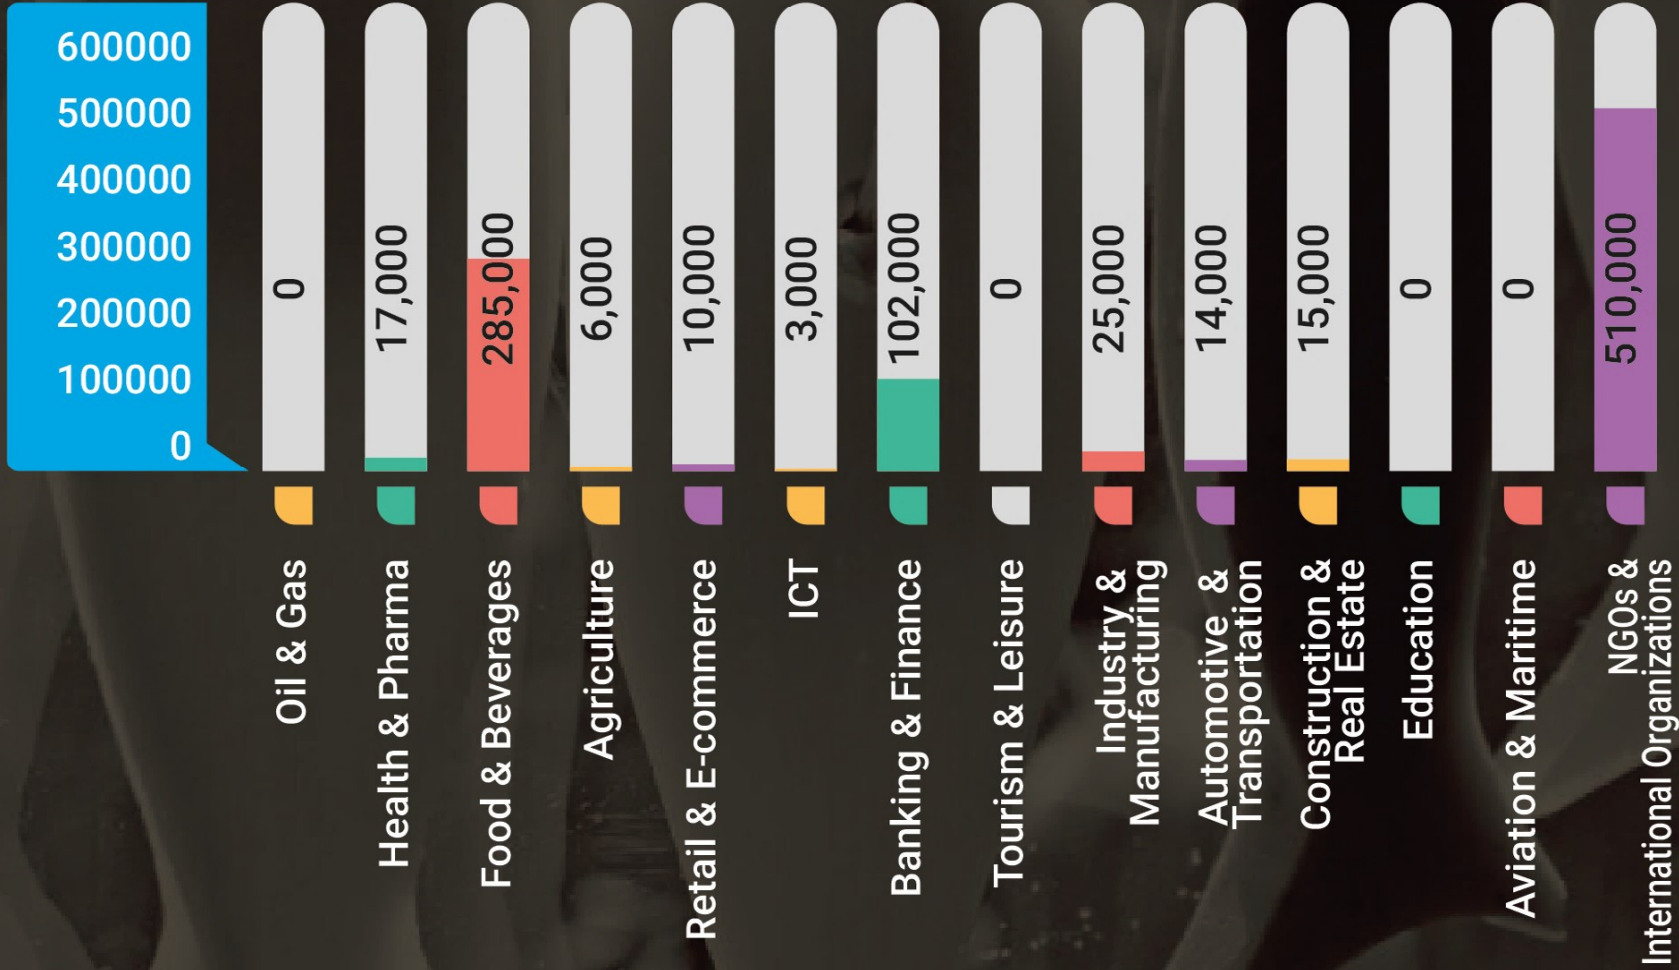 600000
500000
400000
300000
200000
100000
0
0
17,000
285,000
6,000
10,000
3,000
102,000
0
25,000
14,000
15,000
0
0
510,000
Oil & Gas
Health & Pharma
Food & Beverages
Agriculture
Retail & E-commerce
ICT
Banking & Finance
Tourism & Leisure
Industry &
Manufacturing
Automotive &
Transportation
Construction &
Real Estate
Education
Aviation & Maritime
NGOs &
International Organizations